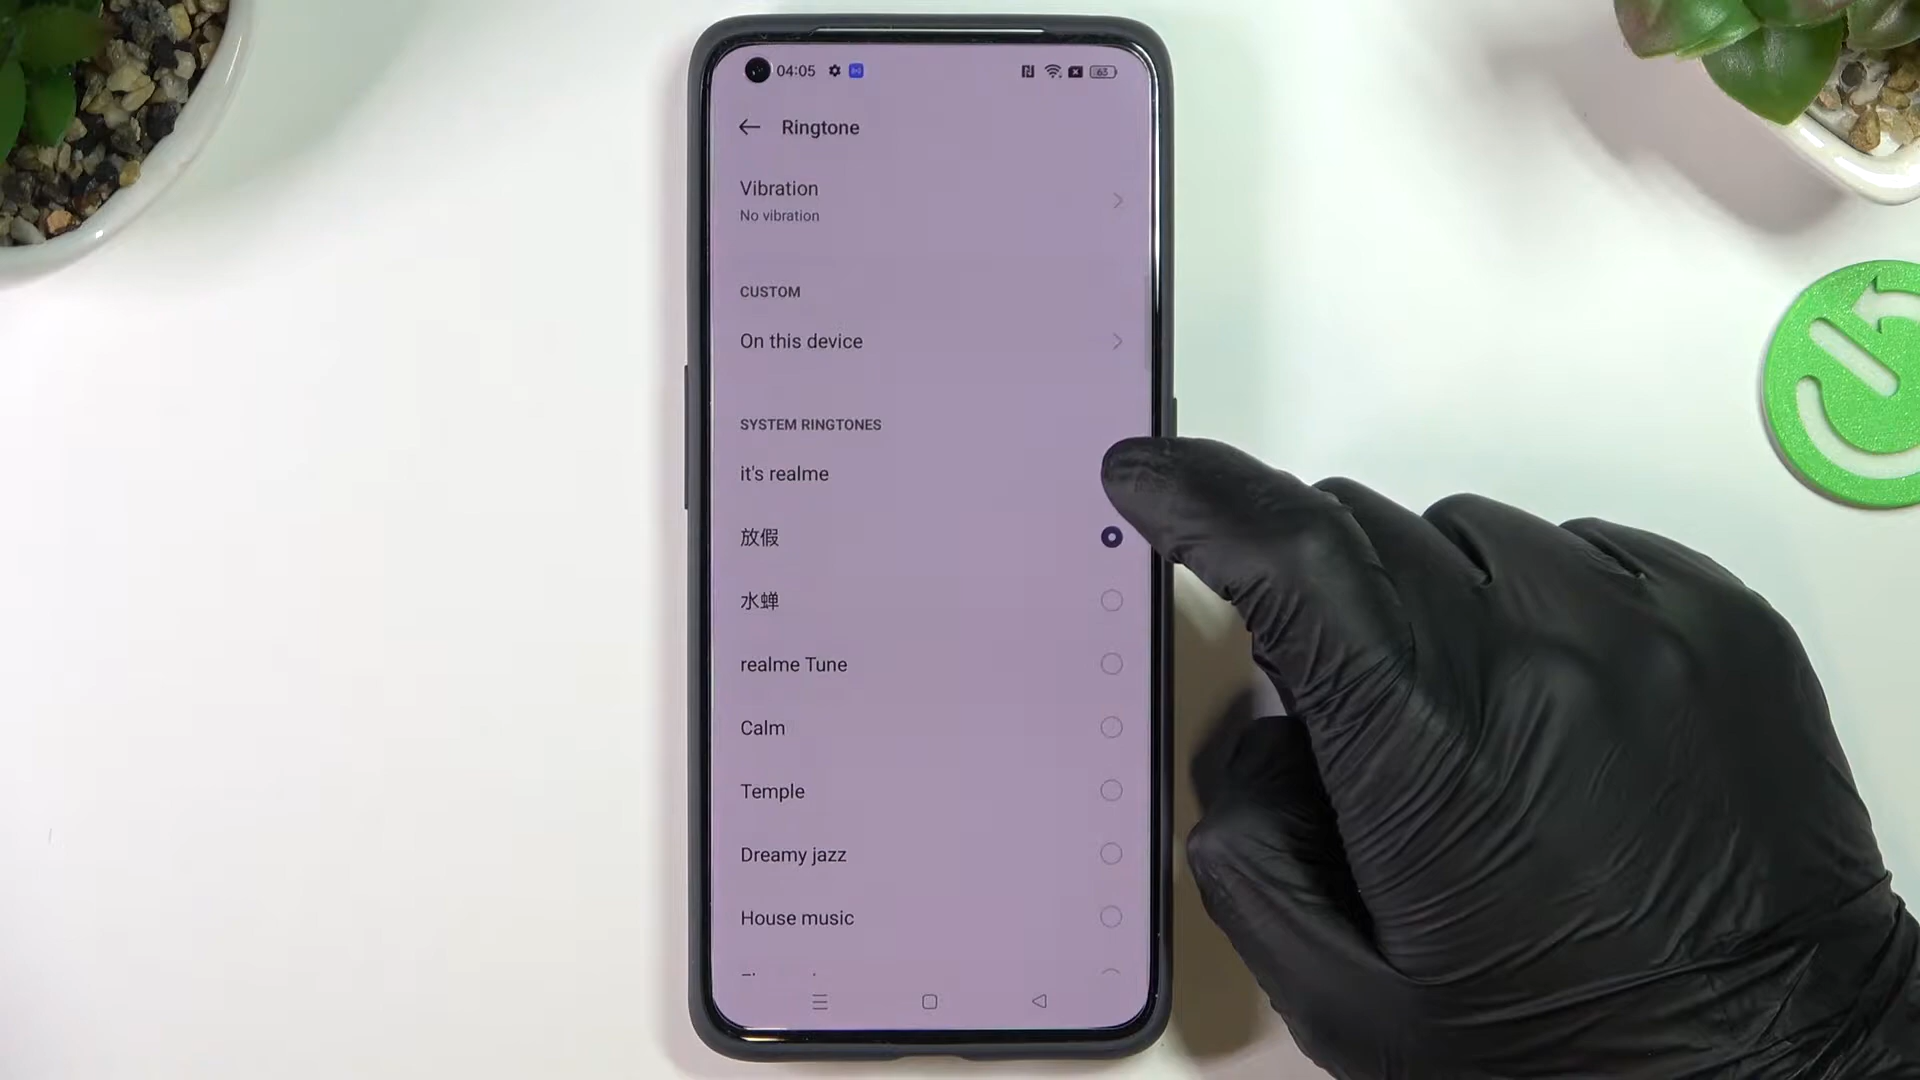 04:05
63
Ringtone
Vibration
No vibration
CUSTOM
On this device
SYSTEM RINGTONES
it's realme
放假
水蝉
realme Tune
Calm
Temple
Dreamy jazz
House music